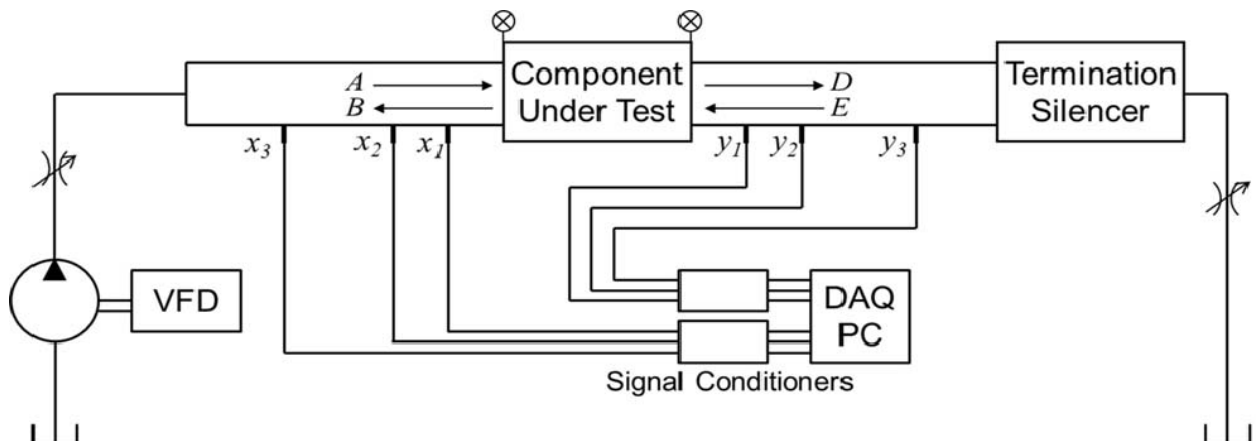 A
B
Component
Under Test
D
E
Termination
Silencer
x3
x2
x1
y1
y2
y3
VFD
DAQ
PC
Signal Conditioners